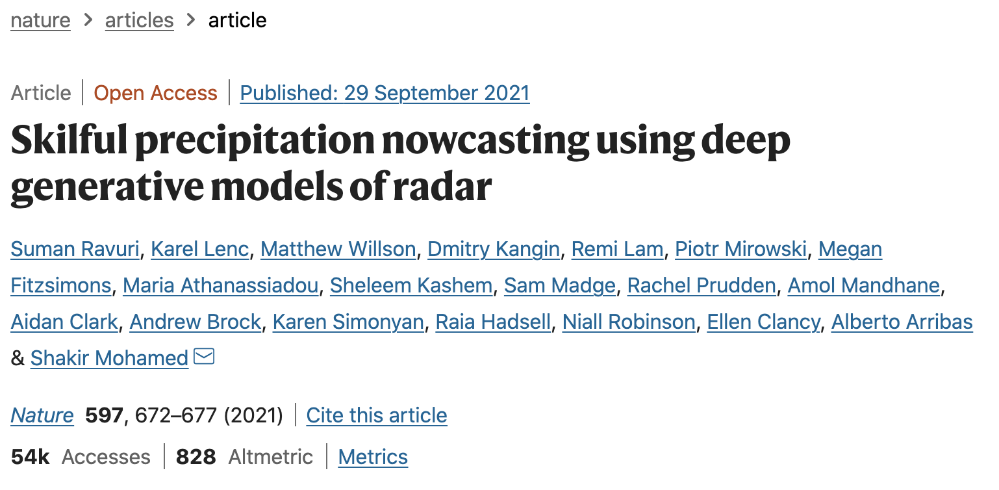 nature > articles > article
Article | Open Access | Published: 29 September 2021
Skilful precipitation nowcasting using deep
generative models of radar
Suman Ravuri, Karel Lenc, Matthew Willson, Dmitry Kangin, Remi Lam, Piotr Mirowski, Megan
Fitzsimons, Maria Athanassiadou, Sheleem Kashem, Sam Madge, Rachel Prudden, Amol Mandhane,
Aidan Clark, Andrew Brock, Karen Simonyan, Raia Hadsell, Niall Robinson, Ellen Clancy, Alberto Arribas
& Shakir Mohamed
Nature 597, 672–677 (2021) | Cite this article
54k Accesses | 828 Altmetric | Metrics